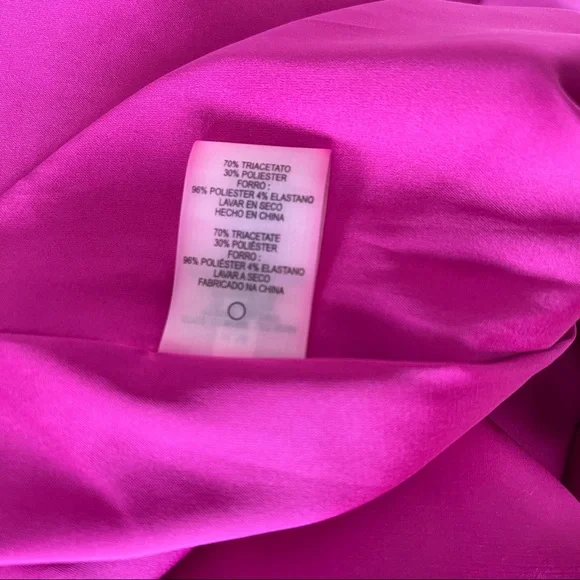 70% TRIACETATO
30% POLIESTER
FORRO :
96% POLIESTER 4% ELASTANO
LAVAR EN SECO
HECHO EN CHINA
70% TRIACETATE
30% POLIÉSTER
FORRO :
96% POLIÉSTER 4% ELASTANO
LAVAR A SECO
FABRICADO NA CHINA